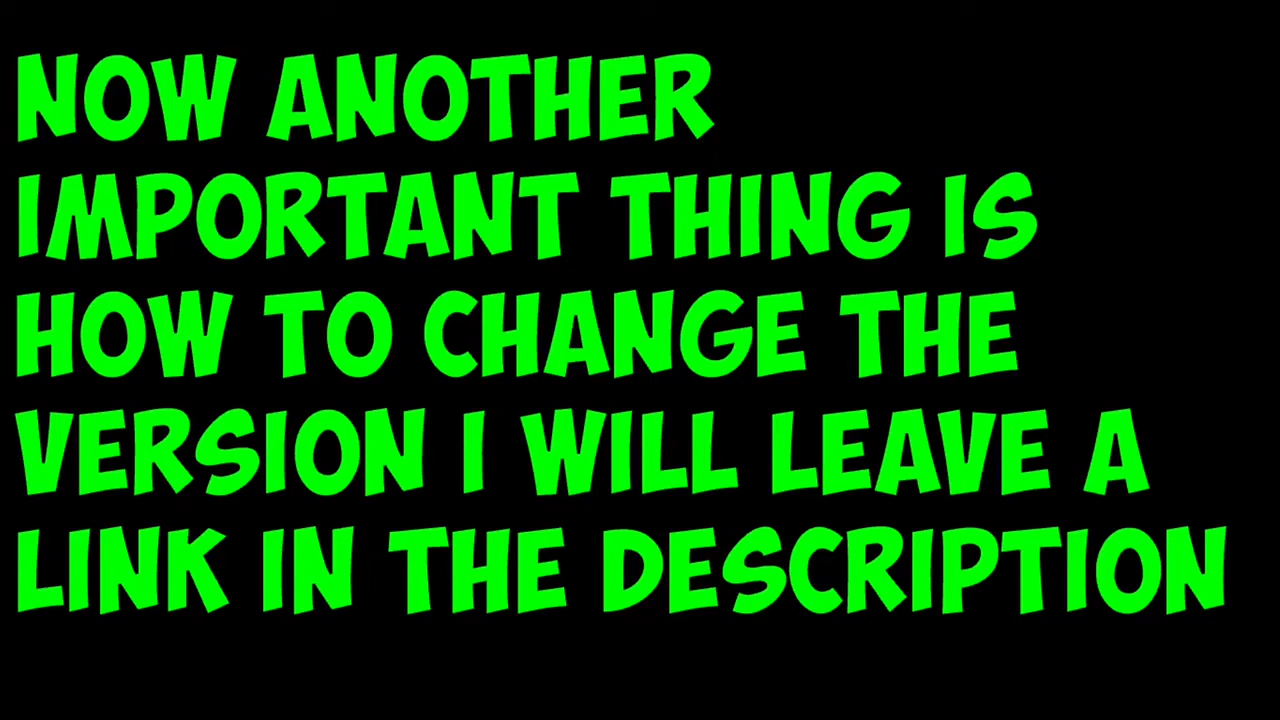 NOW ANOTHER
IMPORTANT THING IS
HOW TO CHANGE THE
VERSION I WILL LEAVE A
LINK IN THE DESCRIPTION